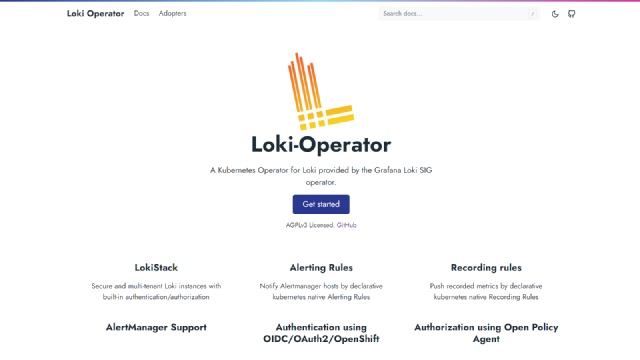 Loki Operator Docs Adopters Search docs... /
Loki-Operator
A Kubernetes Operator for Loki provided by the Grafana Loki SIG
operator.
Get started
AGPLv3 Licensed. GitHub
LokiStack
Secure and multi-tenant Loki instances with
built-in authentication/authorization
Alerting Rules
Notify Alertmanager hosts by declarative
kubernetes native Alerting Rules
Recording rules
Push recorded metrics by declarative
kubernetes native Recording Rules
AlertManager Support
Authentication using
OIDC/OAuth2/OpenShift
Authorization using Open Policy
Agent